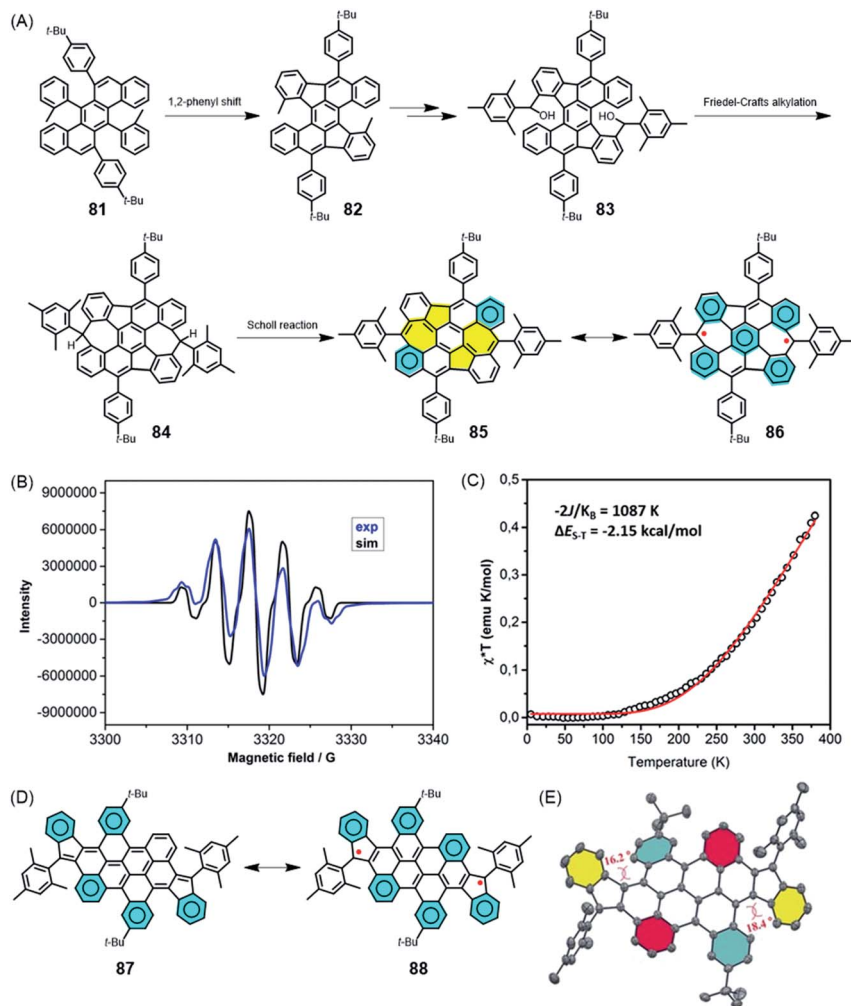 (A)
t-Bu
t-Bu
t-Bu
1,2-phenyl shift
Friedel-Crafts alkylation
OH
HO
t-Bu
t-Bu
t-Bu
81
82
83
t-Bu
t-Bu
t-Bu
H
H
Scholl reaction
t-Bu
t-Bu
t-Bu
84
85
86
(B)
9000000
6000000
3000000
0
-3000000
-6000000
-9000000
Intensity
exp
sim
3300
3310
3320
3330
3340
Magnetic field / G
(C)
0,5
0,4
0,3
0,2
0,1
0,0
χ*T (emu K/mol)
-2J/KB = 1087 K
ΔES-T = -2.15 kcal/mol
0
50
100
150
200
250
300
350
400
Temperature (K)
(D)
t-Bu
t-Bu
t-Bu
t-Bu
87
88
(E)
16.2 °
18.4 °